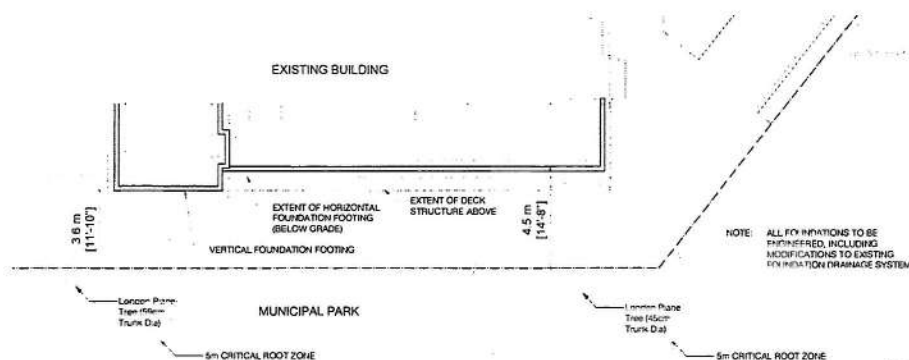 EXISTING BUILDING
EXTENT OF HORIZONTAL
FOUNDATION FOOTING
(BELOW GRADE)
EXTENT OF DECK
STRUCTURE ABOVE
3.6 m
[11'-10"]
4.5 m
[14'-8"]
VERTICAL FOUNDATION FOOTING
NOTE: ALL FOUNDATIONS TO BE
ENGINEERED, INCLUDING
MODIFICATIONS TO EXISTING
FOUNDATION DRAINAGE SYSTEM
MUNICIPAL PARK
London Plane
Tree (59cm
Trunk Dia)
London Plane
Tree (45cm
Trunk Dia)
5m CRITICAL ROOT ZONE
5m CRITICAL ROOT ZONE